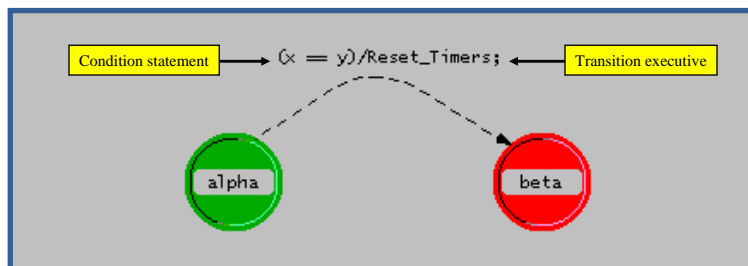 Condition statement
(x == y)/Reset_Timers;
Transition executive
alpha
beta